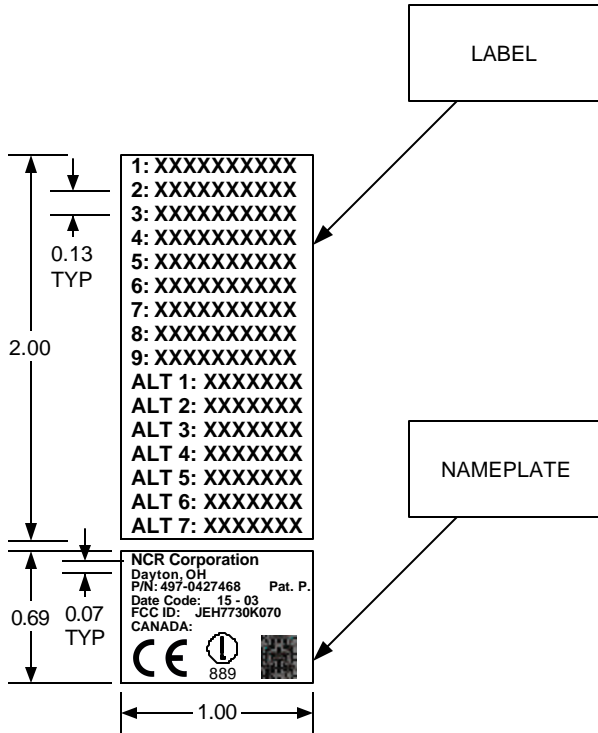 LABEL
1: XXXXXXXXXX
2: XXXXXXXXXX
3: XXXXXXXXXX
4: XXXXXXXXXX
5: XXXXXXXXXX
6: XXXXXXXXXX
7: XXXXXXXXXX
8: XXXXXXXXXX
9: XXXXXXXXXX
ALT 1: XXXXXXX
ALT 2: XXXXXXX
ALT 3: XXXXXXX
ALT 4: XXXXXXX
ALT 5: XXXXXXX
ALT 6: XXXXXXX
ALT 7: XXXXXXX
0.13
TYP
2.00
NAMEPLATE
NCR Corporation
Dayton, OH
P/N: 497-0427468 Pat. P.
Date Code: 15 - 03
FCC ID: JEH7730K070
CANADA:
CE
889
0.69
0.07
TYP
1.00